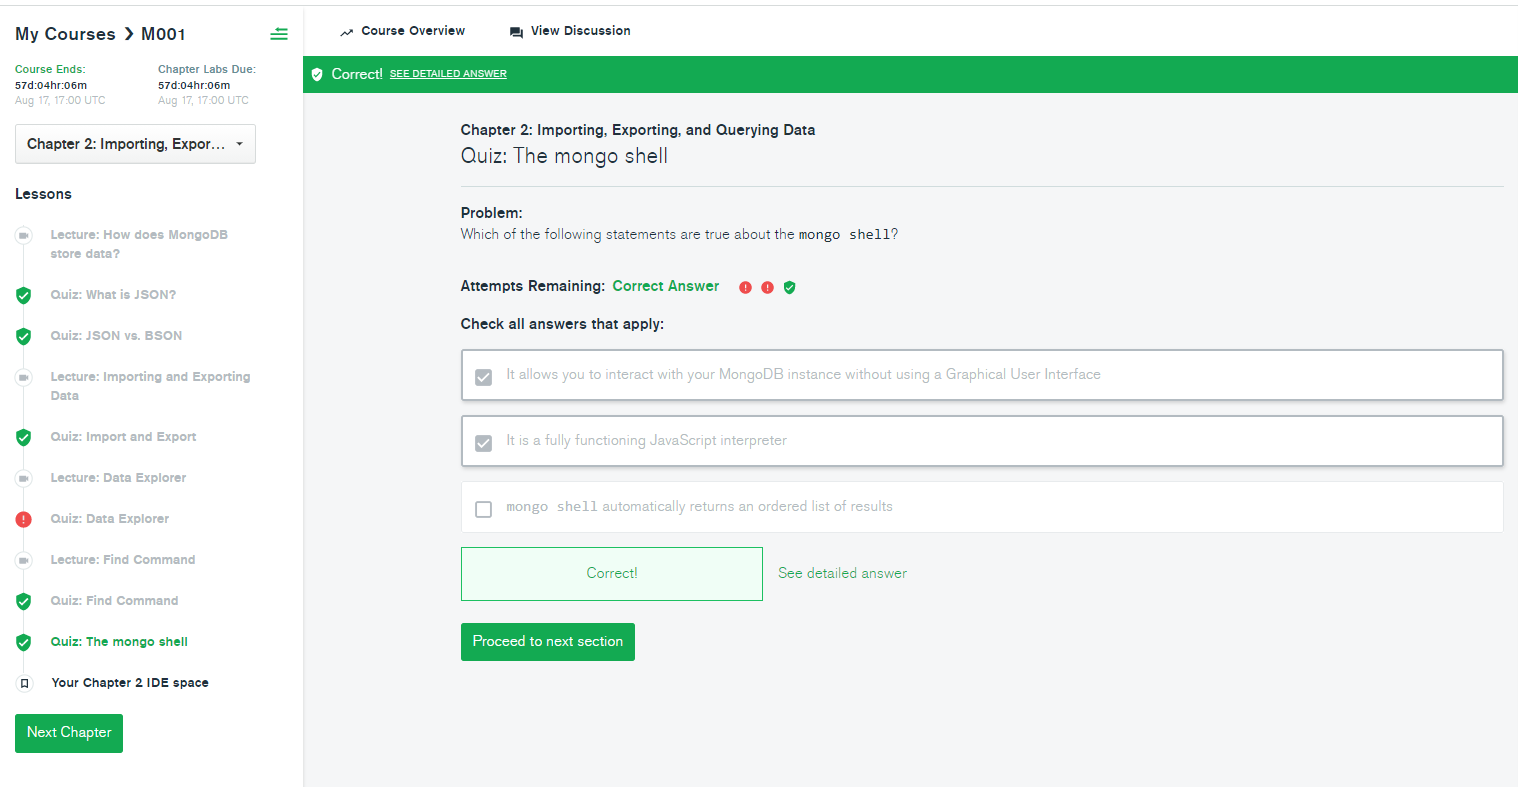 My Courses ❯ M001
Course Ends:
57d:04hr:06m
Aug 17, 17:00 UTC
Chapter Labs Due:
57d:04hr:06m
Aug 17, 17:00 UTC
Chapter 2: Importing, Expor...
Lessons
Lecture: How does MongoDB
store data?
Quiz: What is JSON?
Quiz: JSON vs. BSON
Lecture: Importing and Exporting
Data
Quiz: Import and Export
Lecture: Data Explorer
Quiz: Data Explorer
Lecture: Find Command
Quiz: Find Command
Quiz: The mongo shell
Your Chapter 2 IDE space
Next Chapter
Course Overview
View Discussion
Correct! SEE DETAILED ANSWER
Chapter 2: Importing, Exporting, and Querying Data
Quiz: The mongo shell
Problem:
Which of the following statements are true about the mongo shell?
Attempts Remaining: Correct Answer
Check all answers that apply:
It allows you to interact with your MongoDB instance without using a Graphical User Interface
It is a fully functioning JavaScript interpreter
mongo shell automatically returns an ordered list of results
Correct!
See detailed answer
Proceed to next section